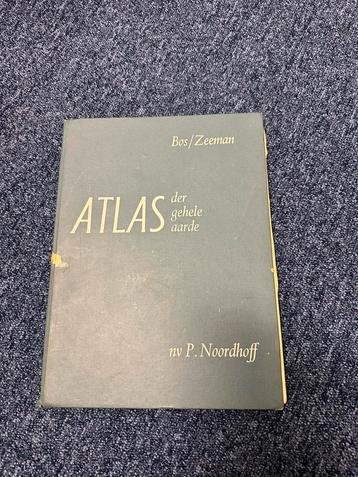 Bos/Zeeman
ATLAS
der
gehele
aarde
nv P. Noordhoff